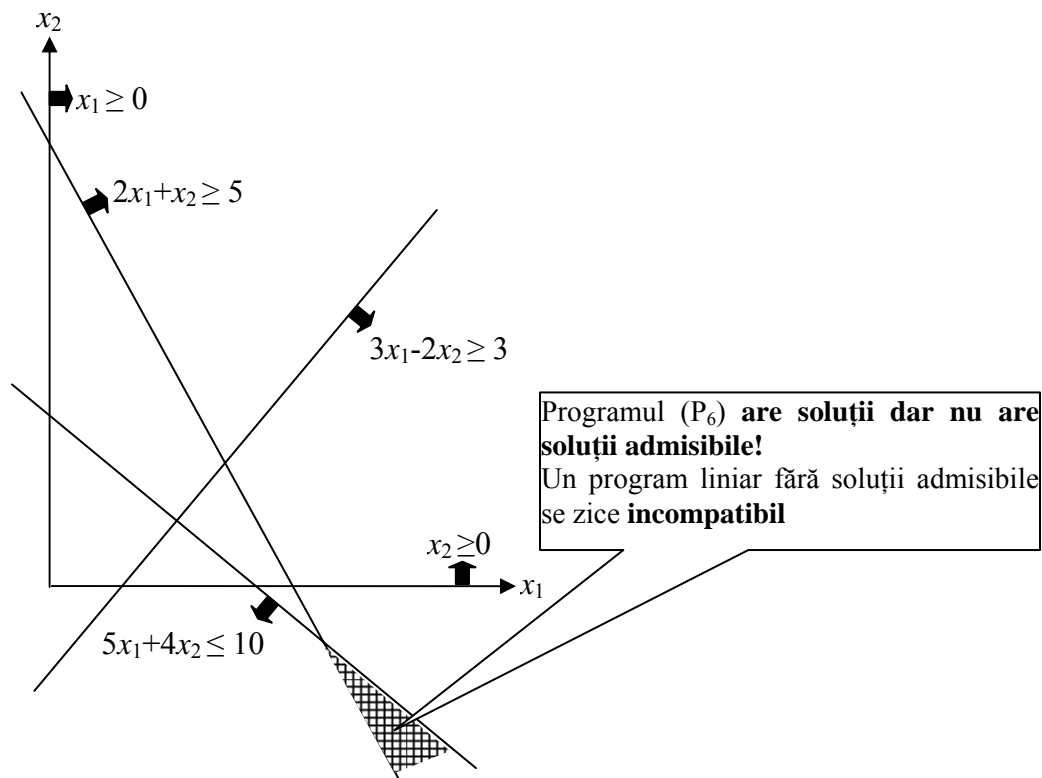 x₂
x₁ ≥ 0
2x₁+x₂ ≥ 5
3x₁-2x₂ ≥ 3
Programul (P₆) are soluții dar nu are
soluții admisibile!
Un program liniar fără soluții admisibile
se zice incompatibil
x₂ ≥0
x₁
5x₁+4x₂ ≤ 10